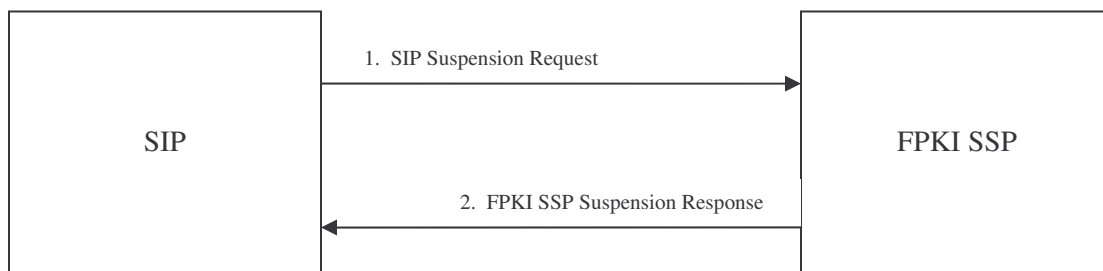 1. SIP Suspension Request
SIP
FPKI SSP
2. FPKI SSP Suspension Response